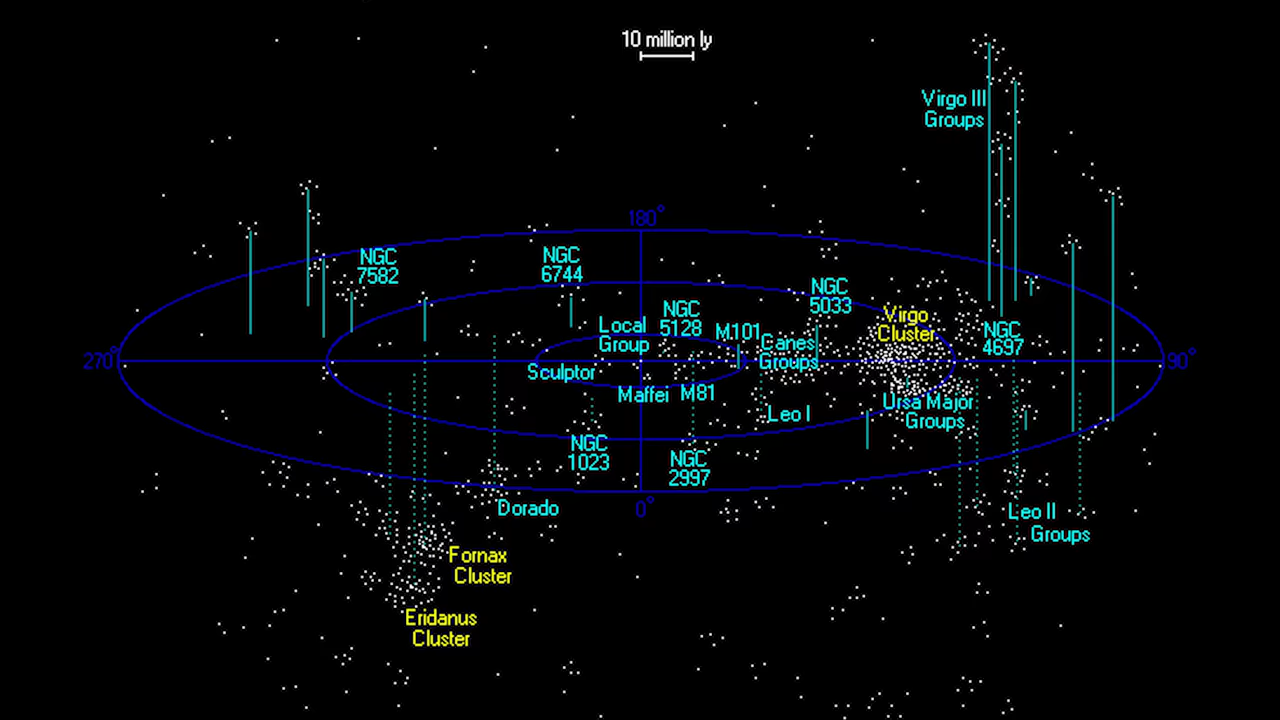 10 million ly
Virgo III
Groups
180°
NGC
7582
NGC
6744
NGC
5033
NGC
5128
Virgo
Cluster
Local
Group
M101
Canes
Groups
NGC
4697
270°
90°
Sculptor
Maffei
M81
Leo I
Ursa Major
Groups
NGC
1023
NGC
2997
0°
Dorado
Leo II
Groups
Fornax
Cluster
Eridanus
Cluster